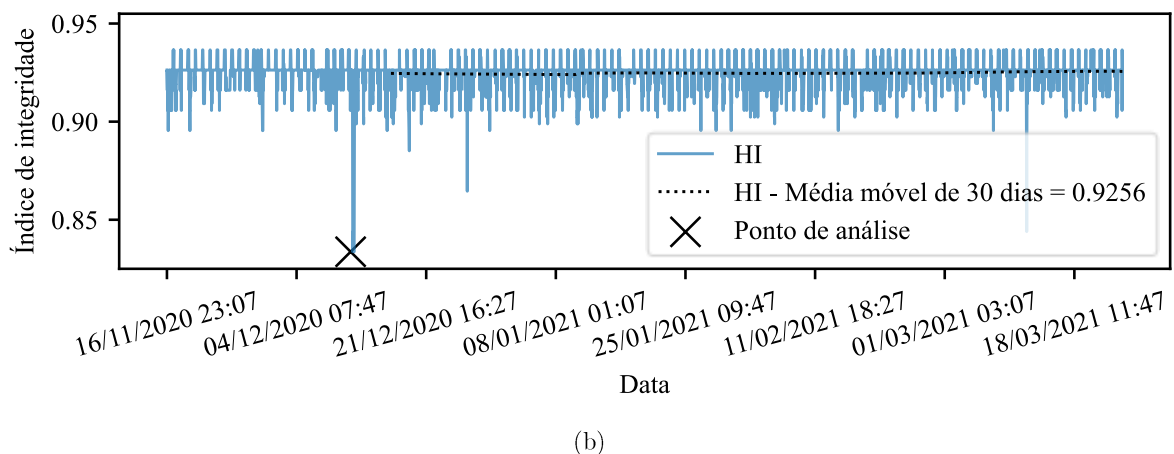 0.95
0.90
0.85
Índice de integridade
HI
HI - Média móvel de 30 dias = 0.9256
Ponto de análise
16/11/2020 23:07
04/12/2020 07:47
21/12/2020 16:27
08/01/2021 01:07
25/01/2021 09:47
11/02/2021 18:27
01/03/2021 03:07
18/03/2021 11:47
Data
(b)